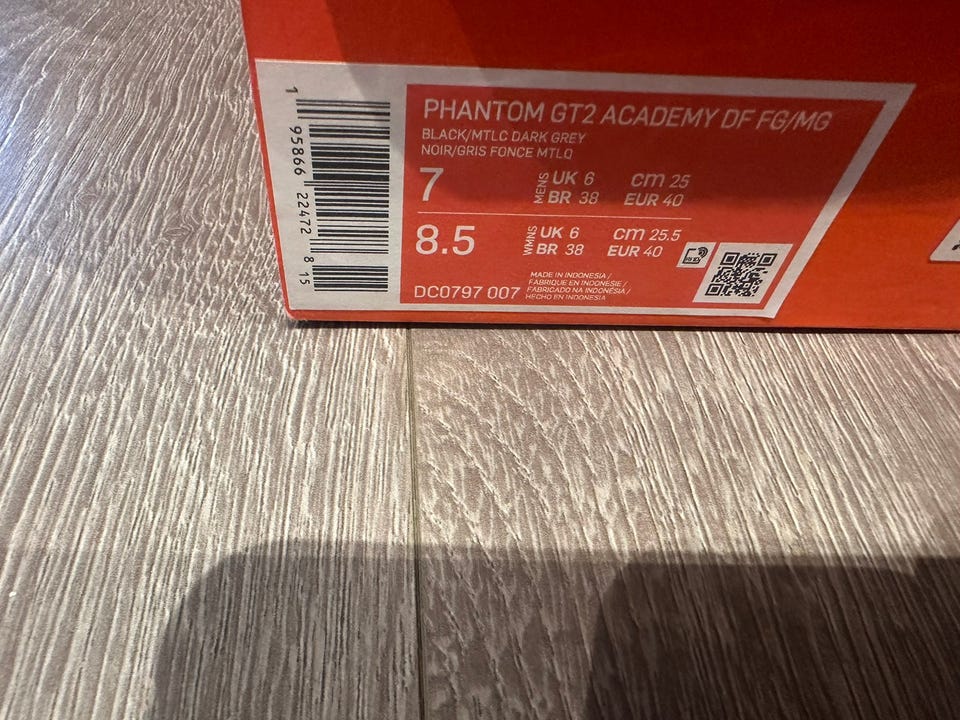 PHANTOM GT2 ACADEMY DF FG/MG
BLACK/MTLC DARK GREY
NOIR/GRIS FONCE MTLQ
7 MENS UK 6 cm 25
BR 38 EUR 40
8.5 WMNS UK 6 cm 25.5
BR 38 EUR 40
DC0797 007
MADE IN INDONESIA /
FABRIQUE EN INDONESIE /
FABRICADO NA INDONÉSIA /
HECHO EN INDONESIA
1 95866 22472 8 15